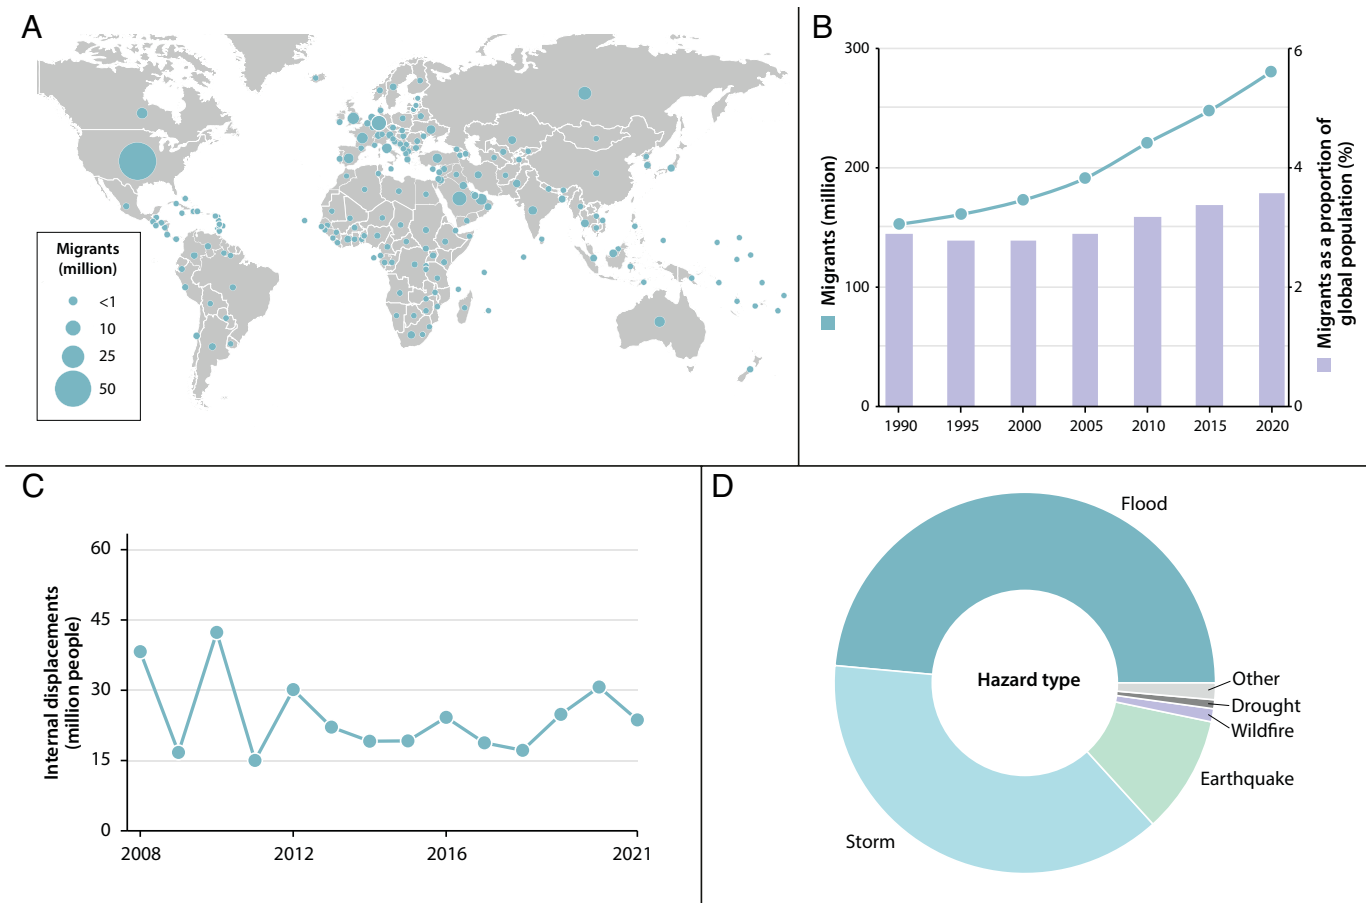 A
Migrants
(million)
<1
10
25
50
B
Migrants (million)
300
200
100
0
1990
1995
2000
2005
2010
2015
2020
6
4
2
0
Migrants as a proportion of
global population (%)
C
Internal displacements
(million people)
60
45
30
15
0
2008
2012
2016
2021
D
Flood
Hazard type
Other
Drought
Wildfire
Earthquake
Storm